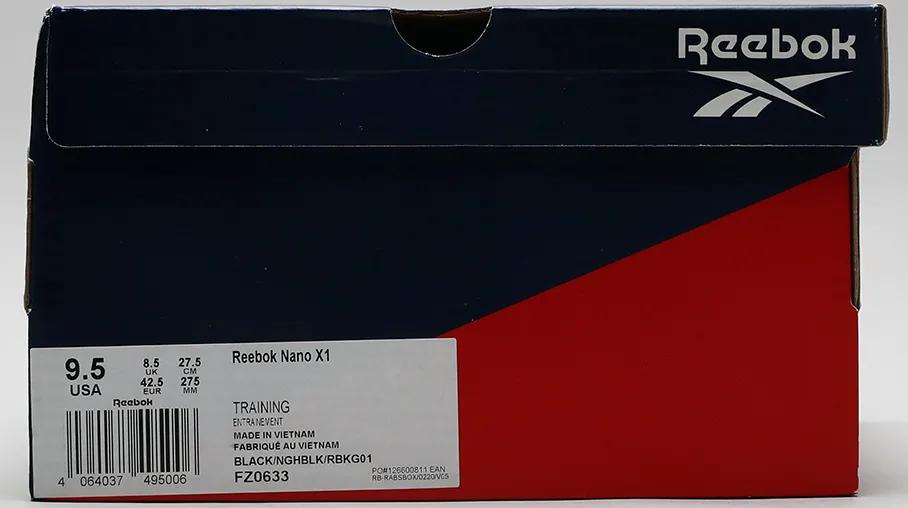 Reebok
9.5
USA
8.5
UK
42.5
EUR
27.5
CM
275
MM
Reebok
4 064037 495006
Reebok Nano X1
TRAINING
ENTRAINEMENT
MADE IN VIETNAM
FABRIQUÉ AU VIETNAM
BLACK/NGHBLK/RBKG01
FZ0633
PO#126600811 EAN
RB-RABSBOX/0220/V05